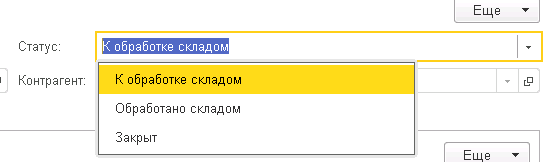 Еще
Статус: К обработке складом
К обработке складом
Контрагент:
Обработано складом
Закрыт
Еще